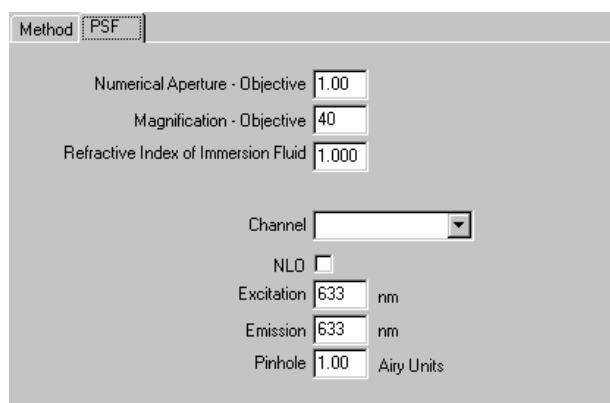 Method PSF
Numerical Aperture - Objective 1.00
Magnification - Objective 40
Refractive Index of Immersion Fluid 1.000
Channel
NLO
Excitation 633 nm
Emission 633 nm
Pinhole 1.00 Airy Units